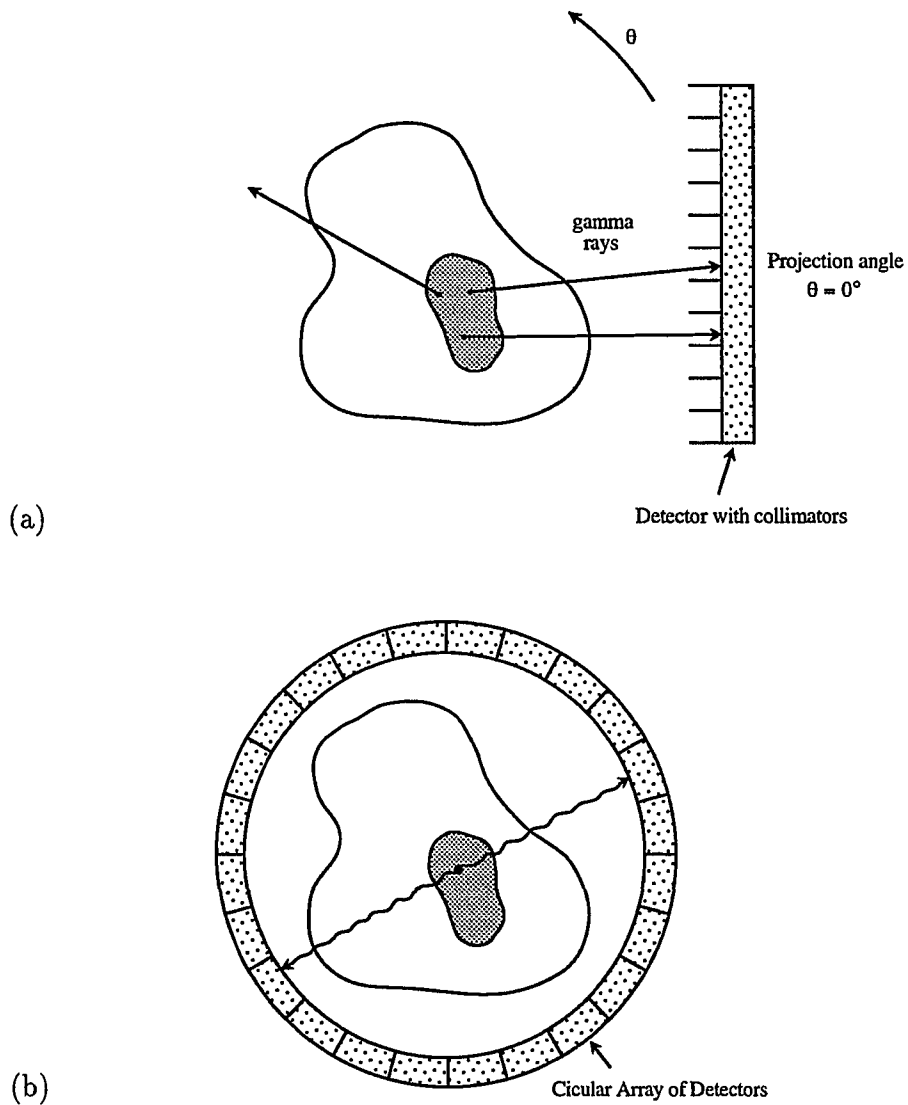 θ
gamma
rays
Projection angle
θ = 0°
Detector with collimators
(a)
(b)
Cicular Array of Detectors